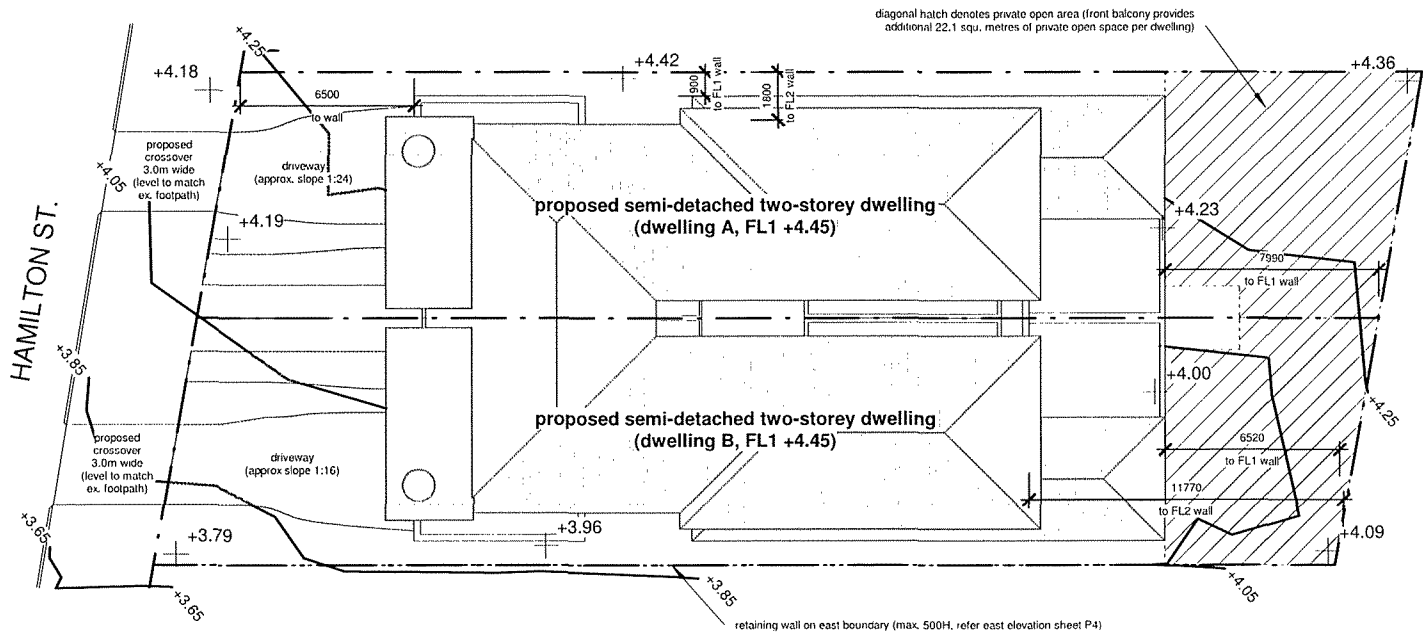 diagonal hatch denotes private open area (front balcony provides
additional 22.1 squ. metres of private open space per dwelling)
+4.25
+4.18
+4.42
+4.36
900
to FL1 wall
1800
to FL2 wall
6500
to wall
proposed
crossover
3.0m wide
(level to match
ex. footpath)
+4.05
driveway
(approx. slope 1:24)
proposed semi-detached two-storey dwelling
(dwelling A, FL1 +4.45)
+4.23
+4.19
7990
to FL1 wall
HAMILTON ST.
+3.85
+4.00
+4.25
proposed semi-detached two-storey dwelling
(dwelling B, FL1 +4.45)
proposed
crossover
3.0m wide
(level to match
ex. footpath)
driveway
(approx slope 1:16)
6520
to FL1 wall
11770
to FL2 wall
+3.65
+3.79
+3.96
+4.09
+3.65
+3.85
+4.05
retaining wall on east boundary (max. 500H, refer east elevation sheet P4)